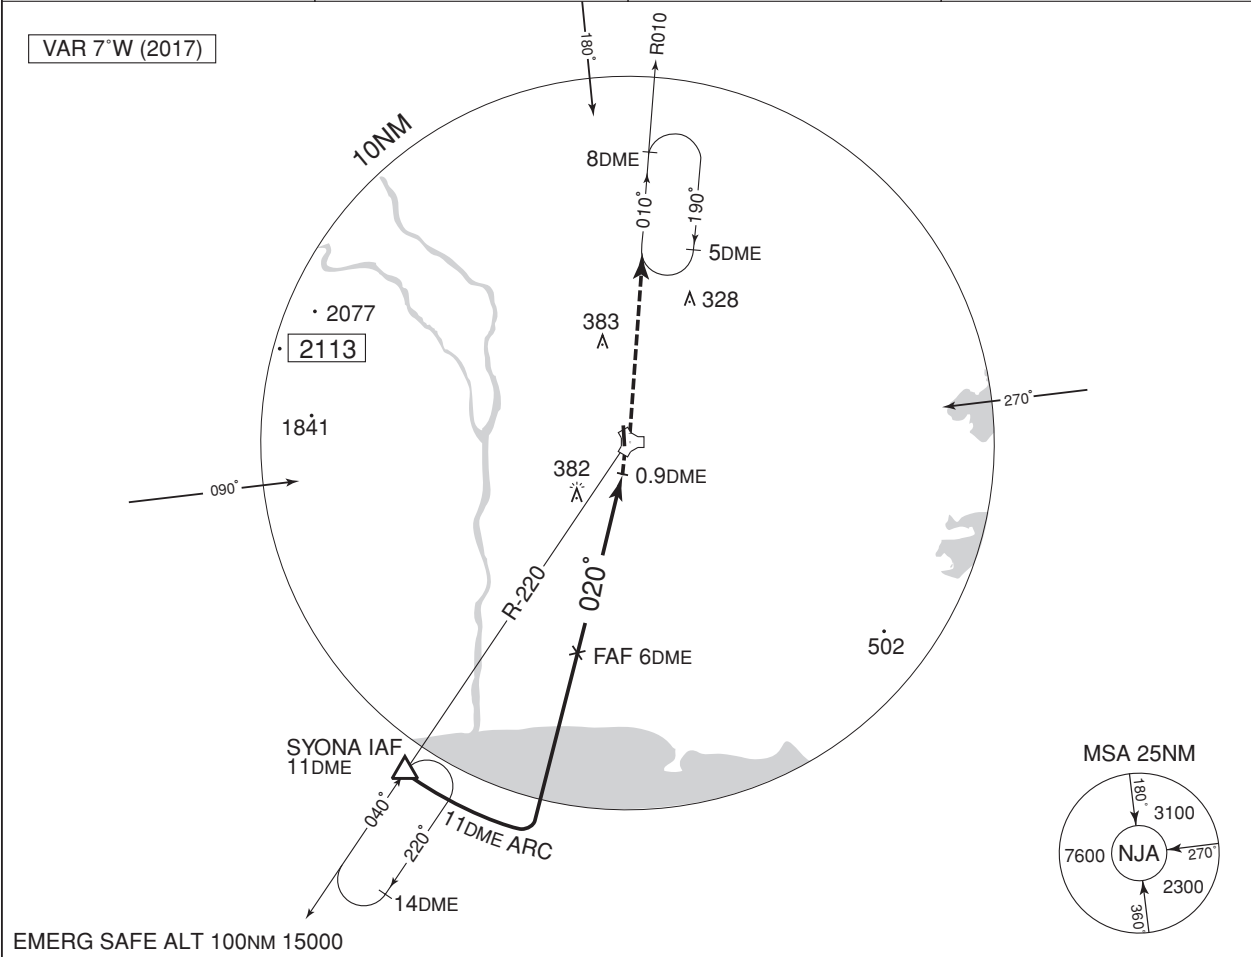 VAR 7°W (2017)
180°
R010
10NM
8DME
010°
190°
5DME
328
383
2077
2113
1841
270°
090°
382
0.9DME
R-220
020°
FAF 6DME
502
SYONA IAF
11DME
040°
220°
11DME ARC
14DME
MSA 25NM
180°
3100
7600
NJA
270°
2300
360°
EMERG SAFE ALT 100NM 15000